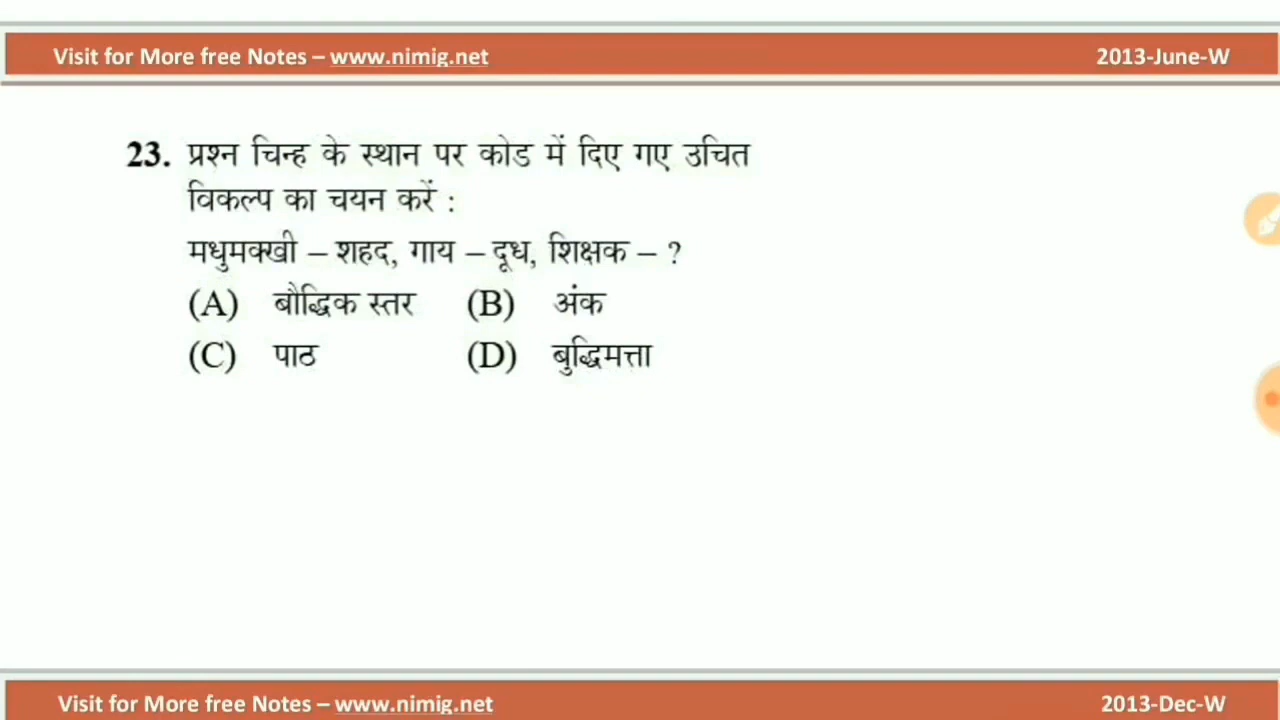 Visit for More free Notes – www.nimig.net 2013-June-W
23. प्रश्न चिन्ह के स्थान पर कोड में दिए गए उचित
विकल्प का चयन करें :
मधुमक्खी – शहद, गाय – दूध, शिक्षक – ?
(A) बौद्धिक स्तर (B) अंक
(C) पाठ (D) बुद्धिमत्ता
Visit for More free Notes – www.nimig.net 2013-Dec-W